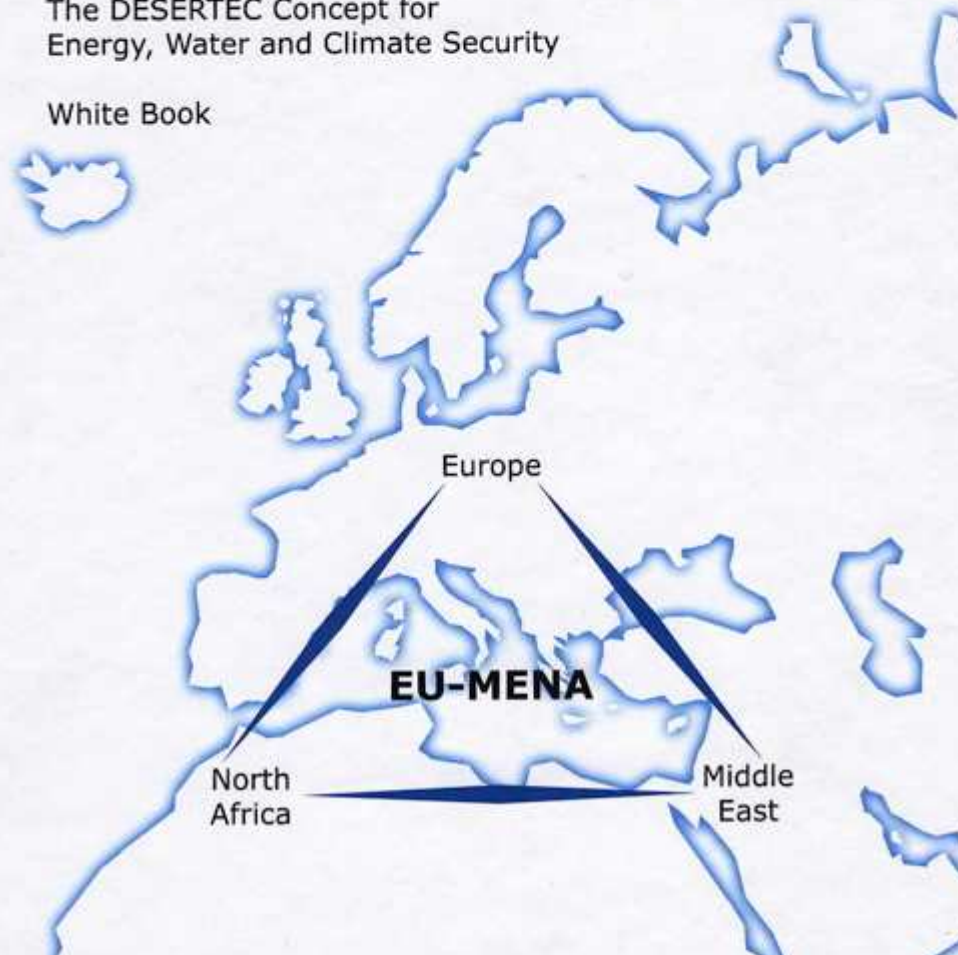 The DESERTEC Concept for
Energy, Water and Climate Security
White Book
Europe
EU-MENA
North
Africa
Middle
East